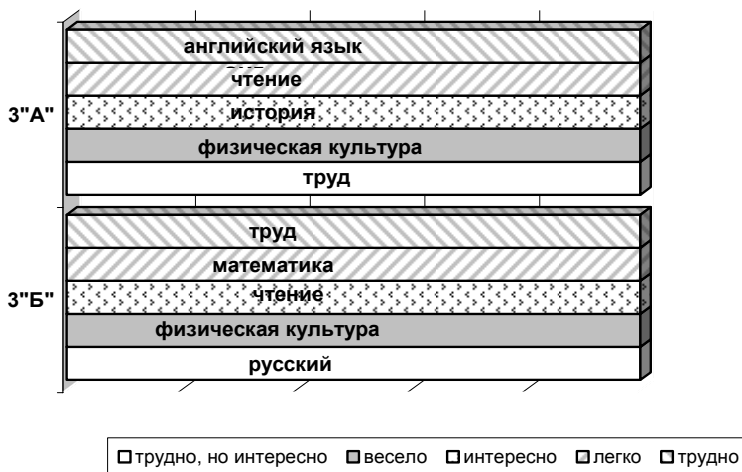 3"А"
английский язык
чтение
история
физическая культура
труд
3"Б"
труд
математика
чтение
физическая культура
русский
трудно, но интересно весело интересно легко трудно